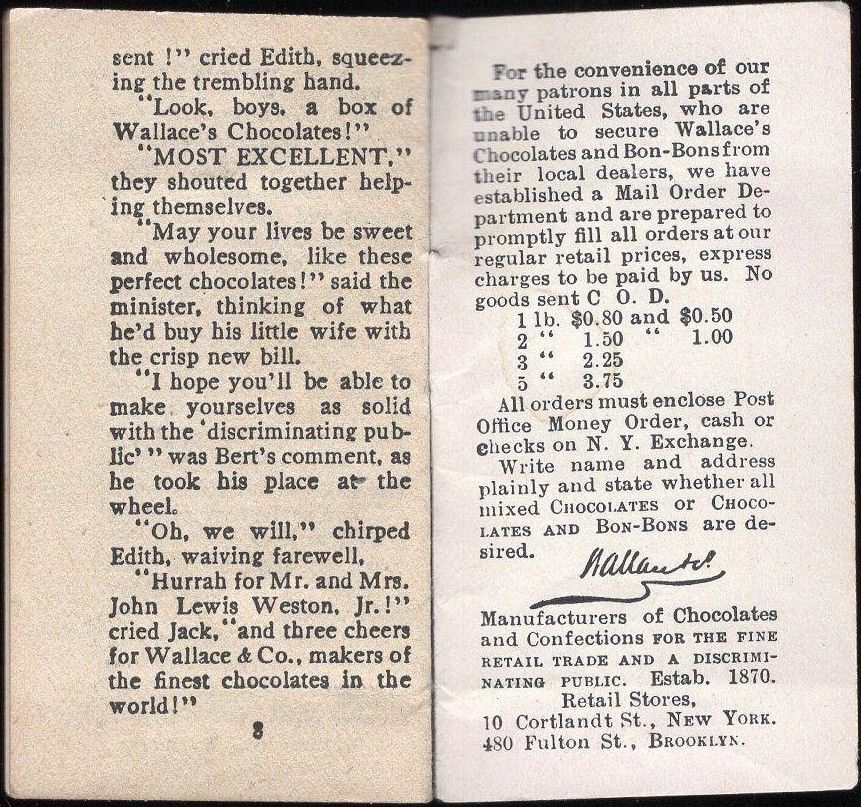 sent !" cried Edith, squeez-
ing the trembling hand.
"Look, boys, a box of
Wallace's Chocolates!"
"MOST EXCELLENT,"
they shouted together help-
ing themselves.
"May your lives be sweet
and wholesome, like these
perfect chocolates!" said the
minister, thinking of what
he'd buy his little wife with
the crisp new bill.
"I hope you'll be able to
make yourselves as solid
with the 'discriminating pub-
lic' " was Bert's comment, as
he took his place at the
wheel.
"Oh, we will," chirped
Edith, waiving farewell,
"Hurrah for Mr. and Mrs.
John Lewis Weston, Jr.!"
cried Jack, "and three cheers
for Wallace & Co., makers of
the finest chocolates in the
world!"
8
For the convenience of our
many patrons in all parts of
the United States, who are
unable to secure Wallace's
Chocolates and Bon-Bons from
their local dealers, we have
established a Mail Order De-
partment and are prepared to
promptly fill all orders at our
regular retail prices, express
charges to be paid by us. No
goods sent C O. D.
1 lb. $0.80 and $0.50
2 " 1.50 " 1.00
3 " 2.25
5 " 3.75
All orders must enclose Post
Office Money Order, cash or
checks on N. Y. Exchange.
Write name and address
plainly and state whether all
mixed CHOCOLATES or CHOCO-
LATES AND BON-BONS are de-
sired.
Wallace & Co.
Manufacturers of Chocolates
and Confections FOR THE FINE
RETAIL TRADE AND A DISCRIMI-
NATING PUBLIC. Estab. 1870.
Retail Stores,
10 Cortlandt St., NEW YORK.
480 Fulton St., BROOKLYN.